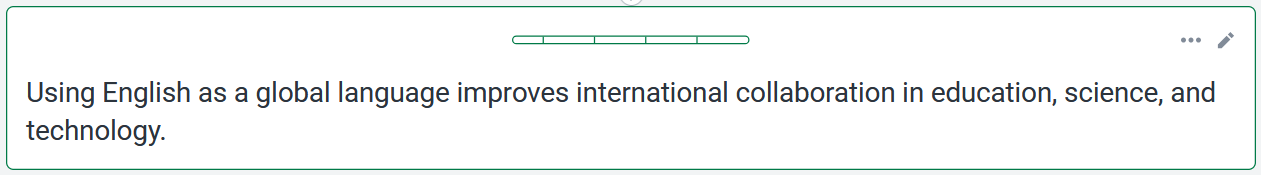 Using English as a global language improves international collaboration in education, science, and
technology.